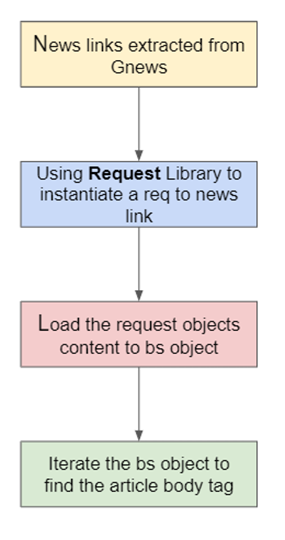 News links extracted from
Gnews
Using Request Library to
instantiate a req to news
link
Load the request objects
content to bs object
Iterate the bs object to
find the article body tag